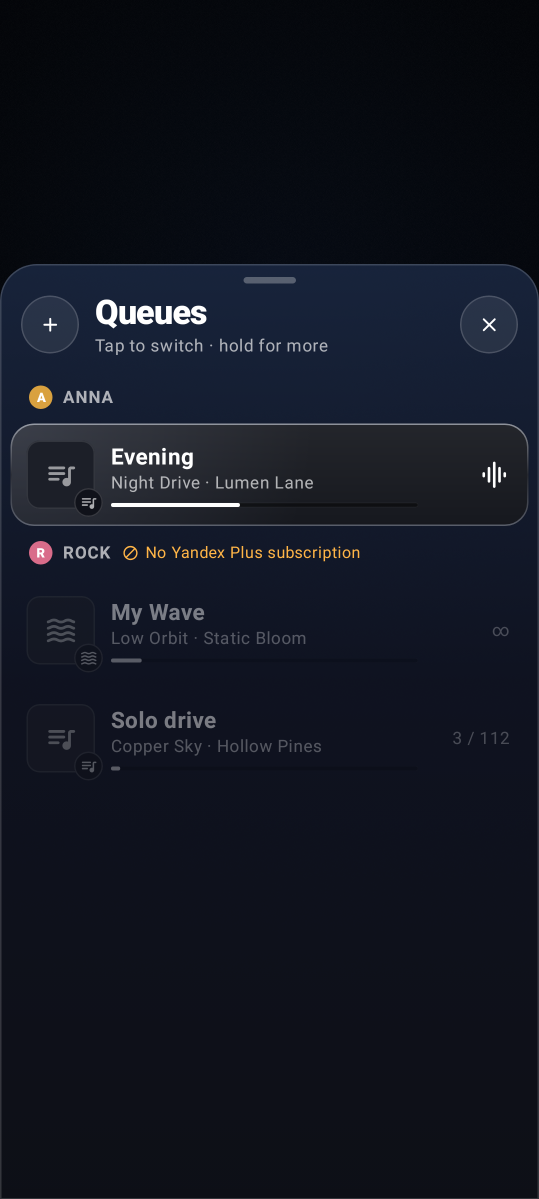 Queues
Tap to switch · hold for more
A ANNA
Evening
Night Drive · Lumen Lane
R ROCK No Yandex Plus subscription
My Wave
Low Orbit · Static Bloom
∞
Solo drive
Copper Sky · Hollow Pines
3 / 112